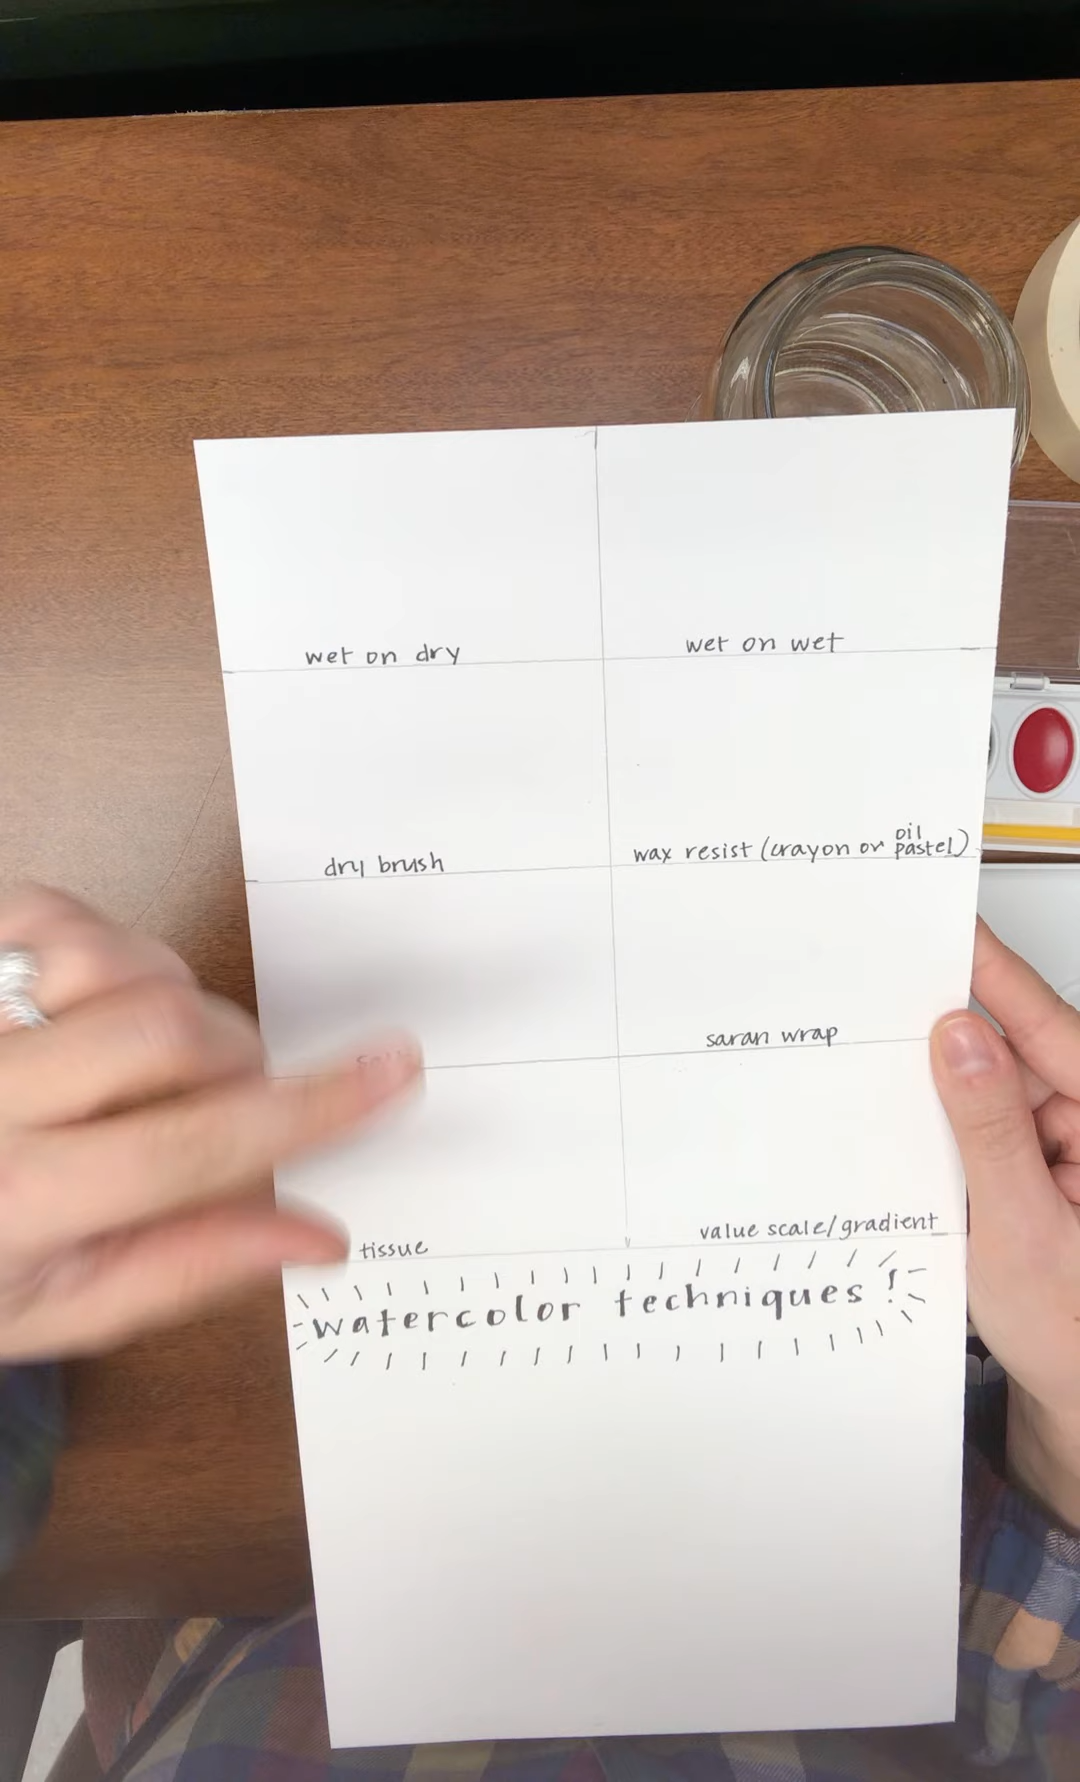 wet on dry
wet on wet
dry brush
wax resist (crayon or oil pastel)
saran wrap
tissue
value scale/gradient
watercolor techniques!